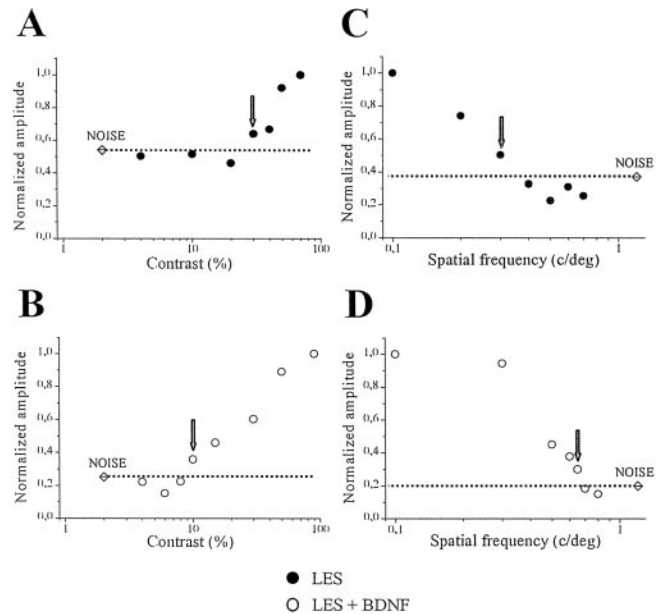 A
Normalized amplitude
1,0
0,8
0,6
0,4
0,2
0,0
NOISE
1
10
100
Contrast (%)
C
Normalized amplitude
1,0
0,8
0,6
0,4
0,2
0,0
NOISE
0,1
1
Spatial frequency (c/deg)
B
Normalized amplitude
1,0
0,8
0,6
0,4
0,2
0,0
NOISE
1
10
100
Contrast (%)
D
Normalized amplitude
1,0
0,8
0,6
0,4
0,2
0,0
NOISE
0,1
1
Spatial frequency (c/deg)
LES
LES + BDNF